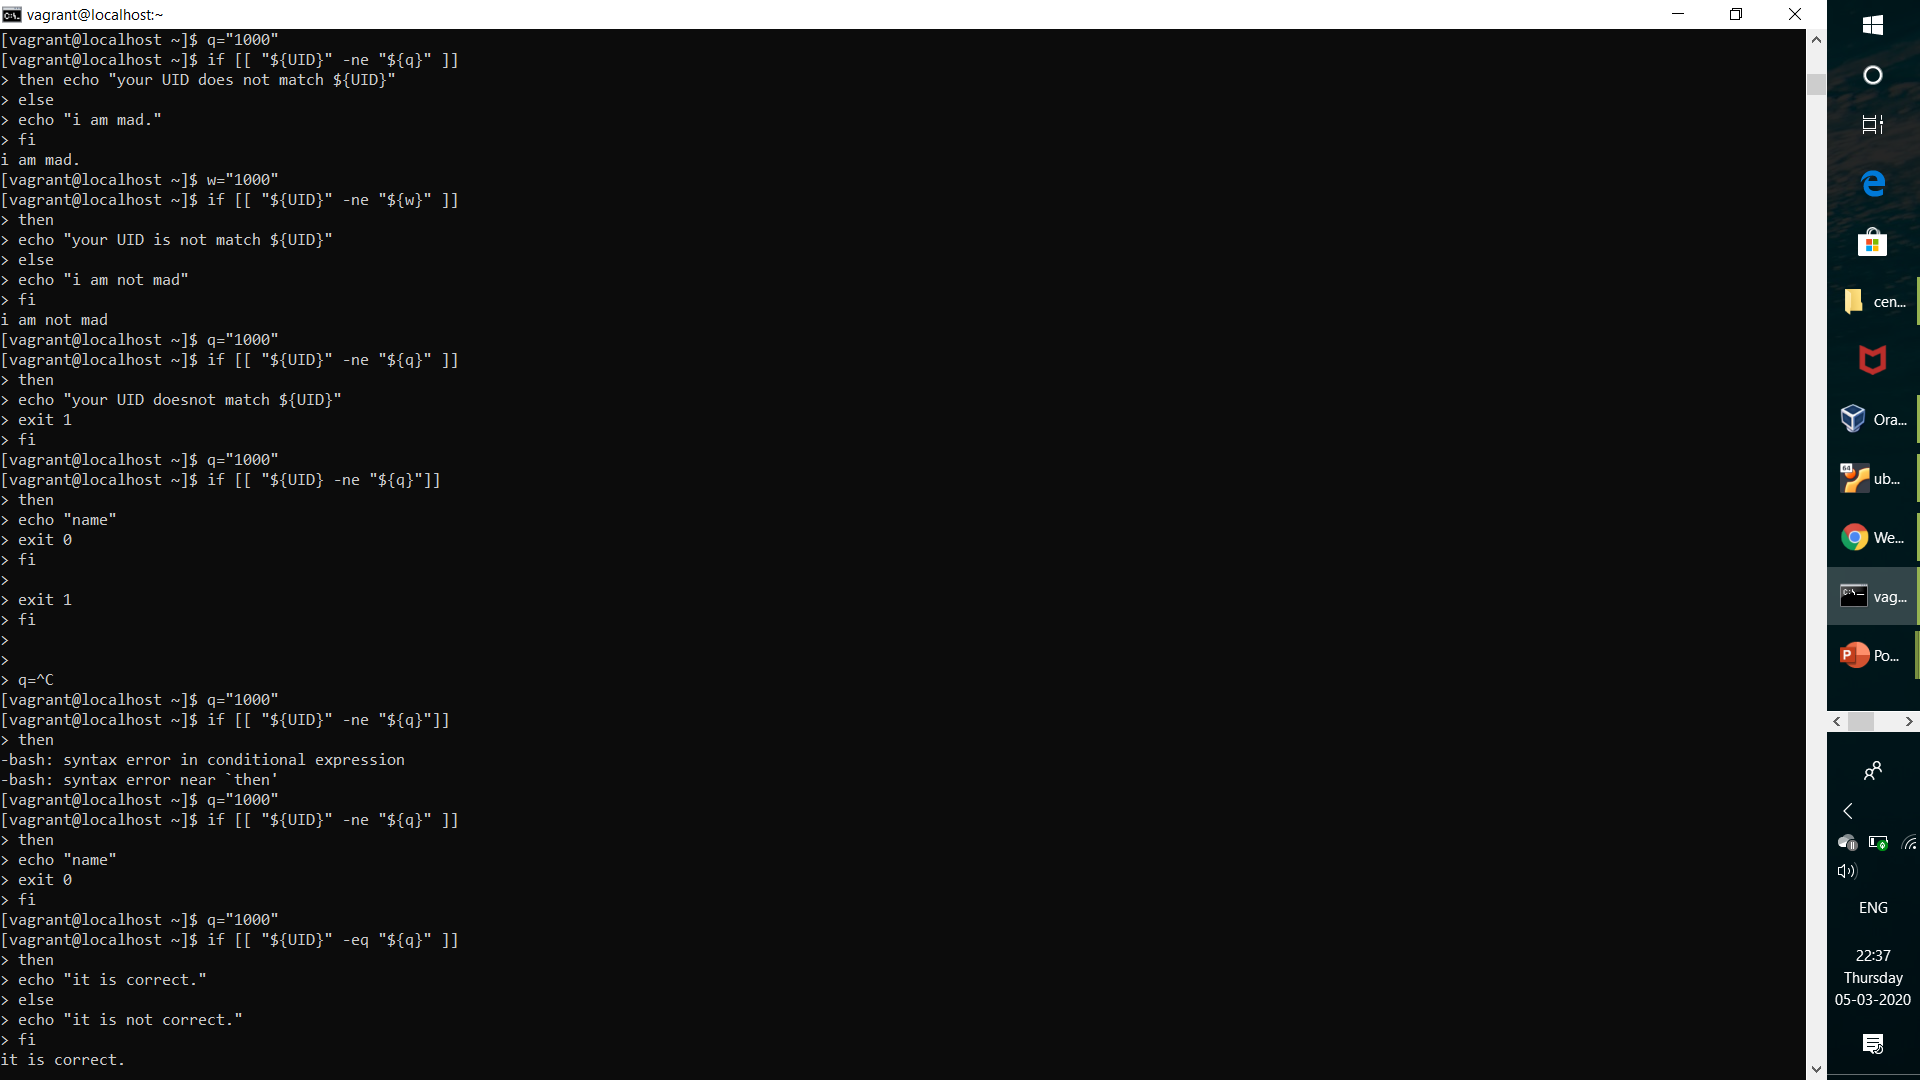 vagrant@localhost:~
[vagrant@localhost ~]$ q="1000"
[vagrant@localhost ~]$ if [[ "${UID}" -ne "${q}" ]]
> then echo "your UID does not match ${UID}"
> else
> echo "i am mad."
> fi
i am mad.
[vagrant@localhost ~]$ w="1000"
[vagrant@localhost ~]$ if [[ "${UID}" -ne "${w}" ]]
> then
> echo "your UID is not match ${UID}"
> else
> echo "i am not mad"
> fi
i am not mad
[vagrant@localhost ~]$ q="1000"
[vagrant@localhost ~]$ if [[ "${UID}" -ne "${q}" ]]
> then
> echo "your UID doesnot match ${UID}"
> exit 1
> fi
[vagrant@localhost ~]$ q="1000"
[vagrant@localhost ~]$ if [[ "${UID} -ne "${q}"]]
> then
> echo "name"
> exit 0
> fi
>
> exit 1
> fi
>
>
> q=^C
[vagrant@localhost ~]$ q="1000"
[vagrant@localhost ~]$ if [[ "${UID}" -ne "${q}"]]
> then
-bash: syntax error in conditional expression
-bash: syntax error near `then'
[vagrant@localhost ~]$ q="1000"
[vagrant@localhost ~]$ if [[ "${UID}" -ne "${q}" ]]
> then
> echo "name"
> exit 0
> fi
[vagrant@localhost ~]$ q="1000"
[vagrant@localhost ~]$ if [[ "${UID}" -eq "${q}" ]]
> then
> echo "it is correct."
> else
> echo "it is not correct."
> fi
it is correct.
cen...
Ora...
64
ub...
We...
C:\
vag...
P
Po...
ENG
22:37
Thursday
05-03-2020